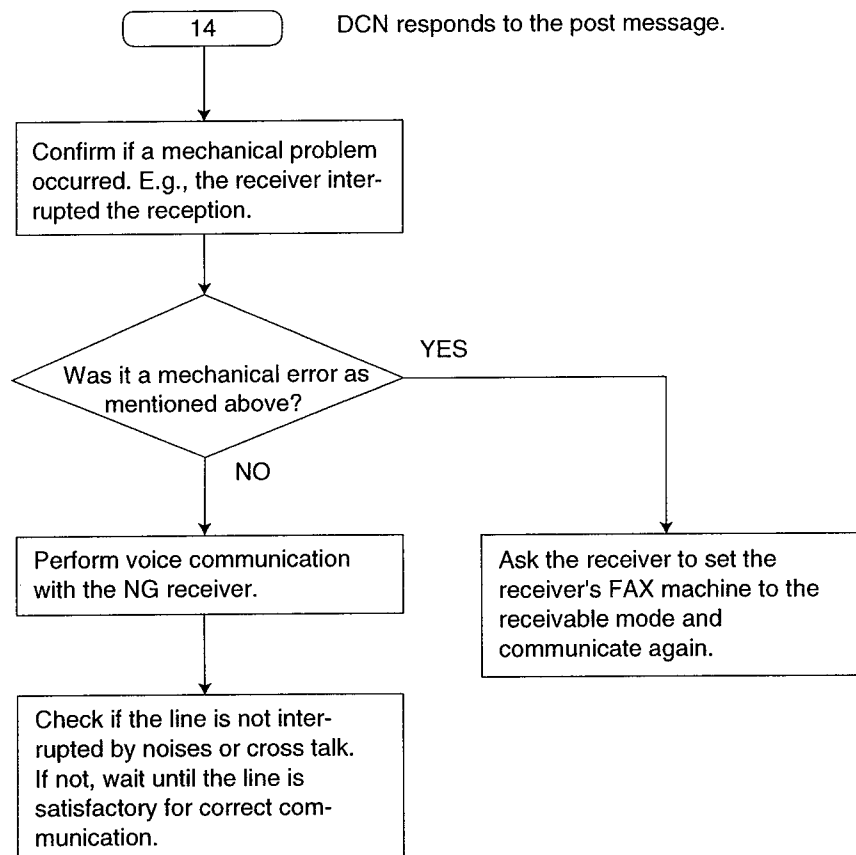 14
DCN responds to the post message.
Confirm if a mechanical problem
occurred. E.g., the receiver inter-
rupted the reception.
Was it a mechanical error as
mentioned above?
YES
NO
Perform voice communication
with the NG receiver.
Ask the receiver to set the
receiver's FAX machine to the
receivable mode and
communicate again.
Check if the line is not inter-
rupted by noises or cross talk.
If not, wait until the line is
satisfactory for correct com-
munication.